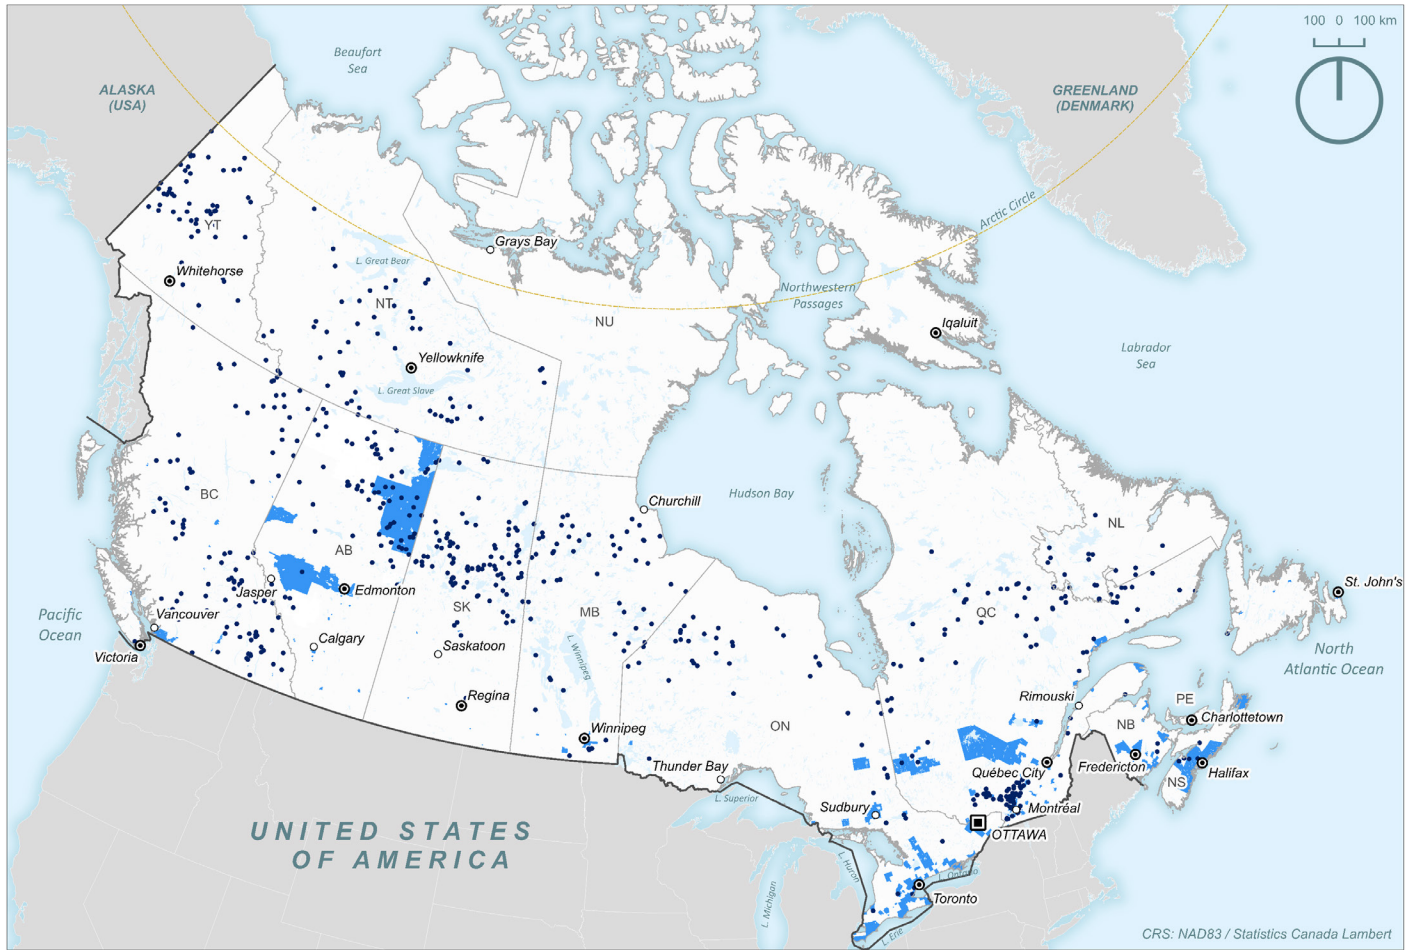 100 0 100 km
Beaufort
Sea
ALASKA
(USA)
GREENLAND
(DENMARK)
Arctic Circle
YT
Grays Bay
L. Great Bear
Whitehorse
Northwestern
Passages
NT
NU
Iqaluit
Labrador
Sea
Yellowknife
L. Great Slave
BC
Churchill
Hudson Bay
NL
AB
Jasper
Edmonton
St. John's
SK
MB
QC
Pacific
Ocean
Vancouver
Victoria
Calgary
Saskatoon
L. Winnipeg
North
Atlantic Ocean
Regina
Rimouski
PE
Charlottetown
NB
Winnipeg
ON
Thunder Bay
Québec City
Fredericton
Halifax
NS
L. Superior
Sudbury
Montréal
OTTAWA
UNITED STATES
OF AMERICA
L. Huron
L. Ontario
L. Michigan
Toronto
L. Erie
CRS: NAD83 / Statistics Canada Lambert